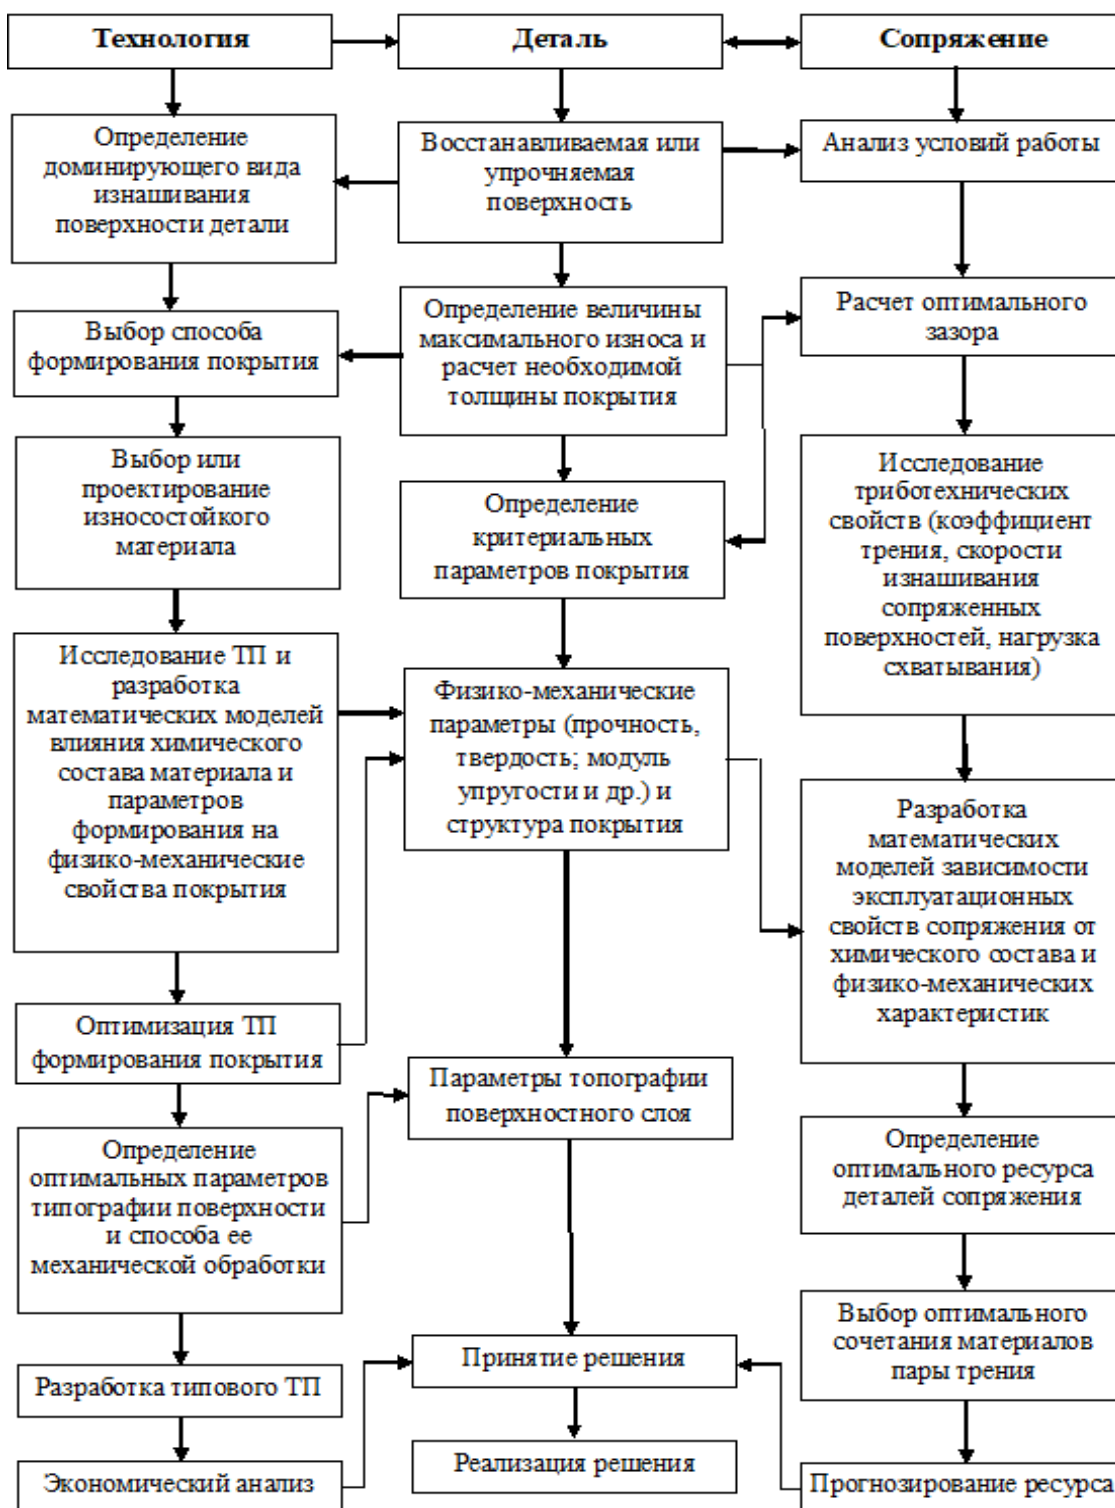 Технология
Деталь
Сопряжение
Определение
доминирующего вида
изнашивания
поверхности детали
Восстанавливаемая или
упрочняемая
поверхность
Анализ условий работы
Выбор способа
формирования покрытия
Определение величины
максимального износа и
расчет необходимой
толщины покрытия
Расчет оптимального
зазора
Выбор или
проектирование
износостойкого
материала
Определение
критериальных
параметров покрытия
Исследование
триботехнических
свойств (коэффициент
трения, скорости
изнашивания
сопряженных
поверхностей, нагрузка
схватывания)
Исследование ТП и
разработка
математических моделей
влияния химического
состава материала и
параметров
формирования на
физико-механические
свойства покрытия
Физико-механические
параметры (прочность,
твердость; модуль
упругости и др.) и
структура покрытия
Разработка
математических
моделей зависимости
эксплуатационных
свойств сопряжения от
химического состава и
физико-механических
характеристик
Оптимизация ТП
формирования покрытия
Параметры топографии
поверхностного слоя
Определение
оптимальных параметров
типографии поверхности
и способа ее
механической обработки
Определение
оптимального ресурса
деталей сопряжения
Разработка типового ТП
Принятие решения
Выбор оптимального
сочетания материалов
пары трения
Экономический анализ
Реализация решения
Прогнозирование ресурса